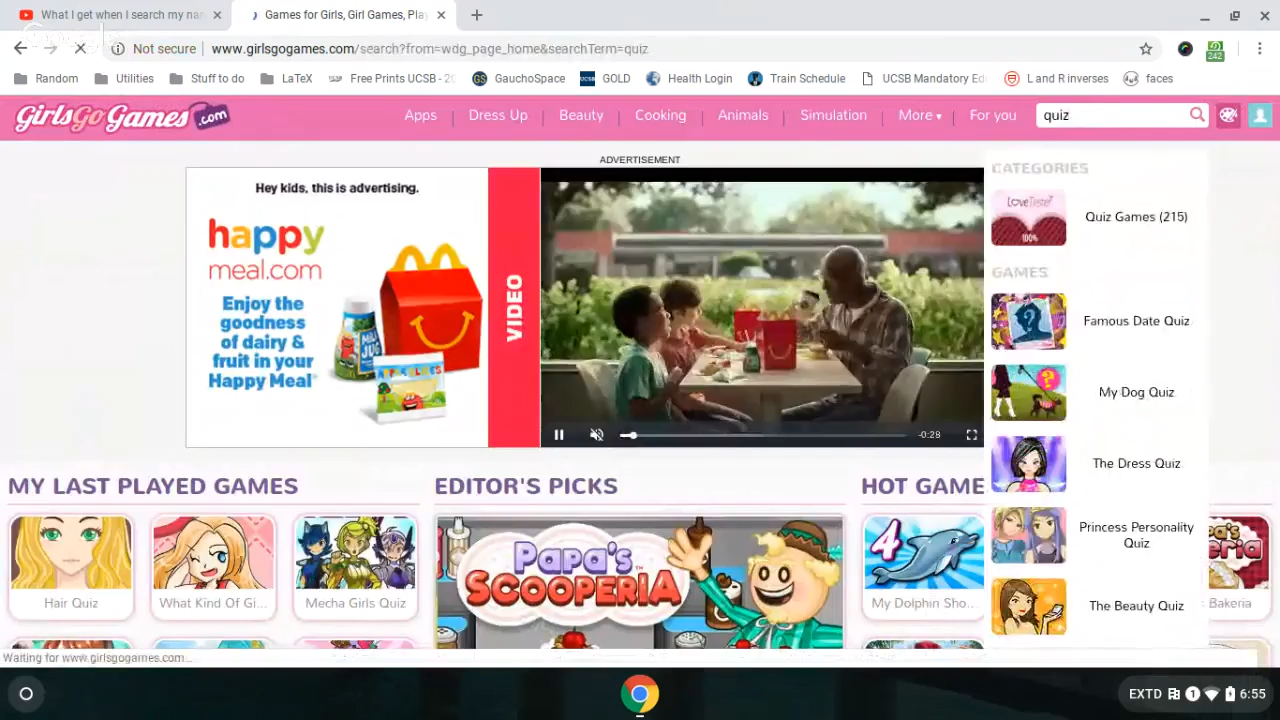 What I get when I search my nam
Games for Girls, Girl Games, Play
Not secure
www.girlsgogames.com/search?from=wdg_page_home&searchTerm=quiz
242
Random
Utilities
Stuff to do
LaTeX
Free Prints UCSB - 20
GauchoSpace
GOLD
Health Login
Train Schedule
UCSB Mandatory Ed
L and R inverses
faces
GirlsGoGames.com
Apps
Dress Up
Beauty
Cooking
Animals
Simulation
More
For you
quiz
ADVERTISEMENT
Hey kids, this is advertising.
happy
meal.com
Enjoy the
goodness
of dairy &
fruit in your
Happy Meal
VIDEO
-0:28
CATEGORIES
LoveTester
100%
Quiz Games (215)
GAMES
Famous Date Quiz
My Dog Quiz
The Dress Quiz
Princess Personality
Quiz
The Beauty Quiz
MY LAST PLAYED GAMES
EDITOR'S PICKS
HOT GAME
Hair Quiz
What Kind Of Gi...
Mecha Girls Quiz
Papa's
SCOOPERIA
4
My Dolphin Sho...
Bakeria
Waiting for www.girlsgogames.com...
EXTD
1
6:55